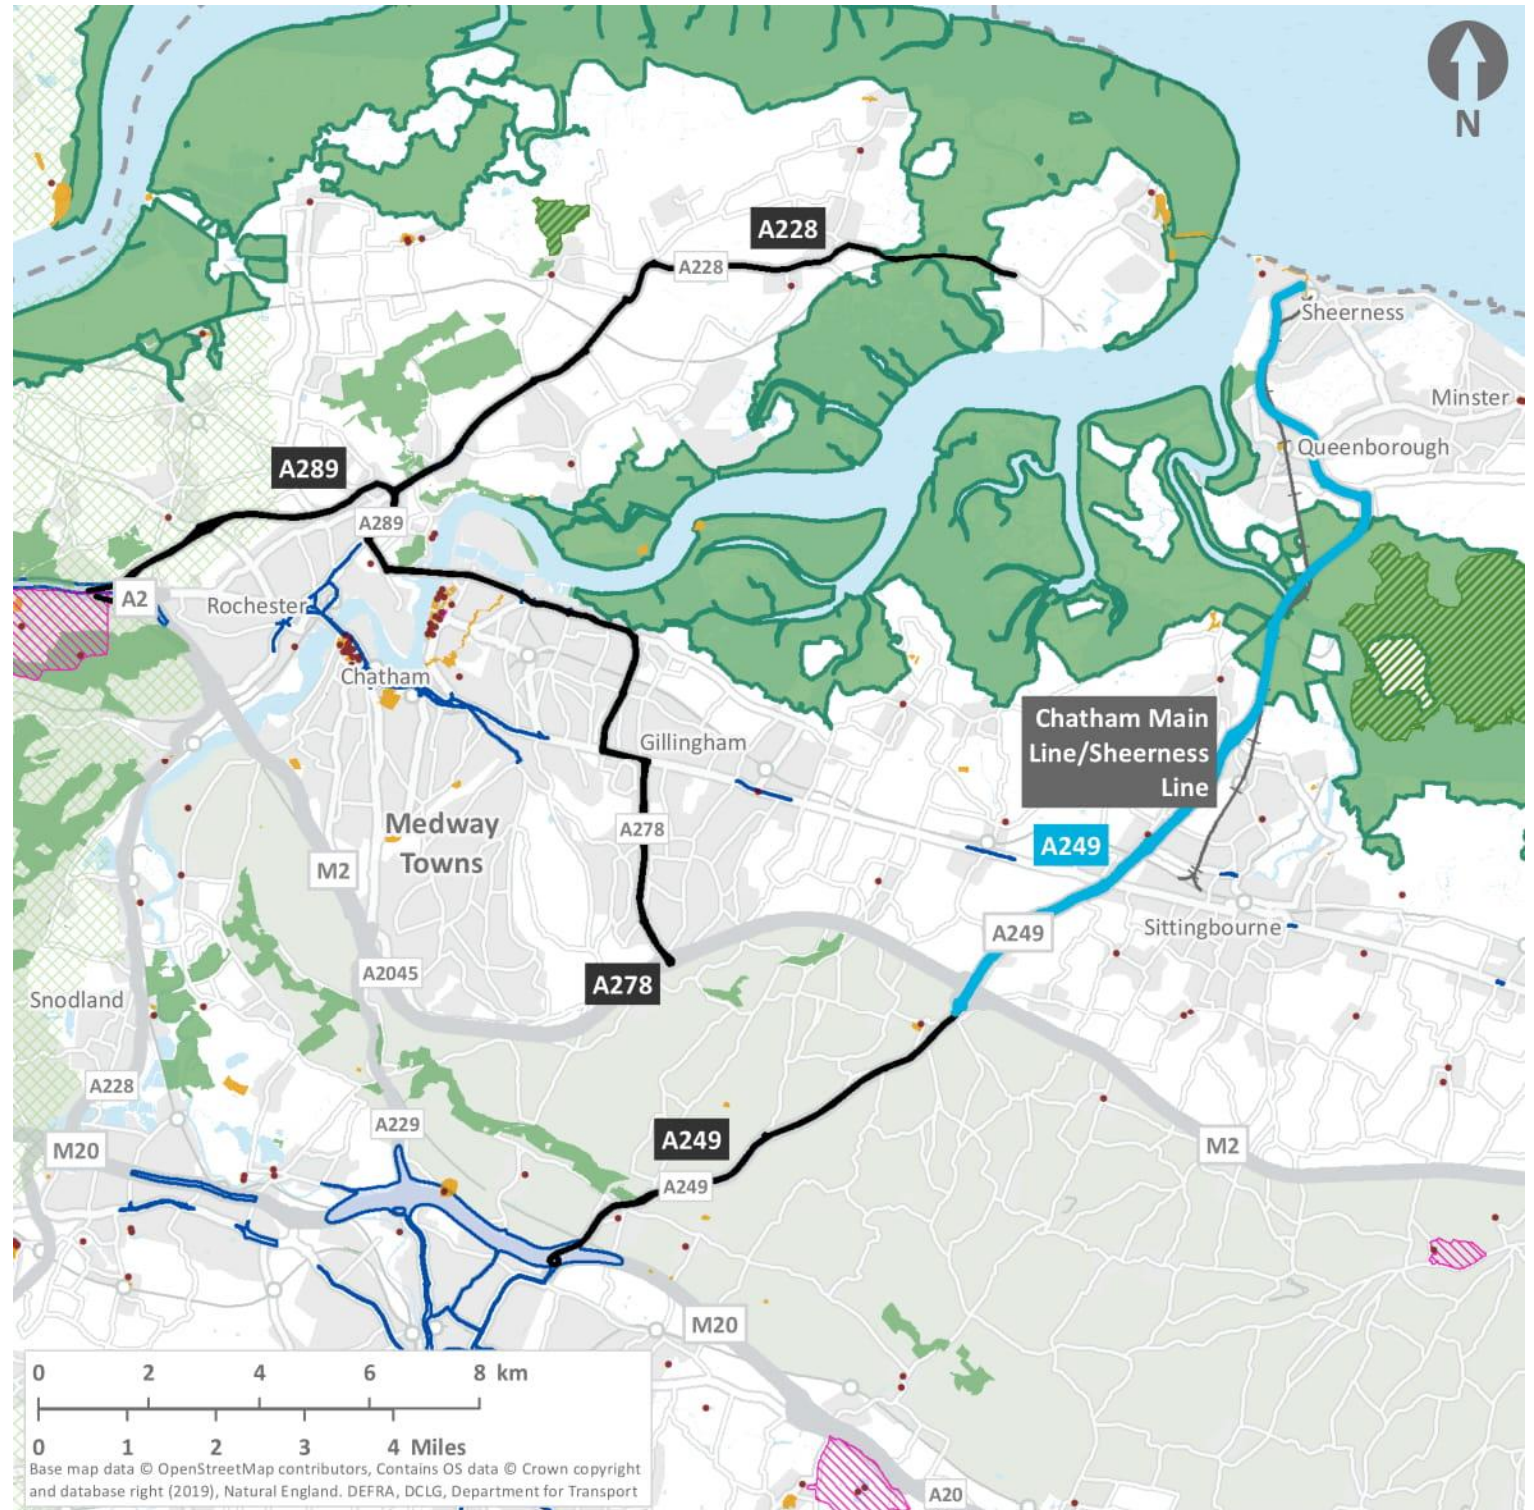 N
A228
A228
Sheerness
Minster
Queenborough
A289
A289
A2
Rochester
Chatham
Chatham Main
Line/Sheerness
Line
Gillingham
Medway
Towns
A278
A249
M2
A249
Sittingbourne
A2045
A278
Snodland
A228
A229
A249
M20
M2
A249
M20
0 2 4 6 8 km
0 1 2 3 4 Miles
Base map data © OpenStreetMap contributors, Contains OS data © Crown copyright
and database right (2019), Natural England. DEFRA, DCLG, Department for Transport
A20